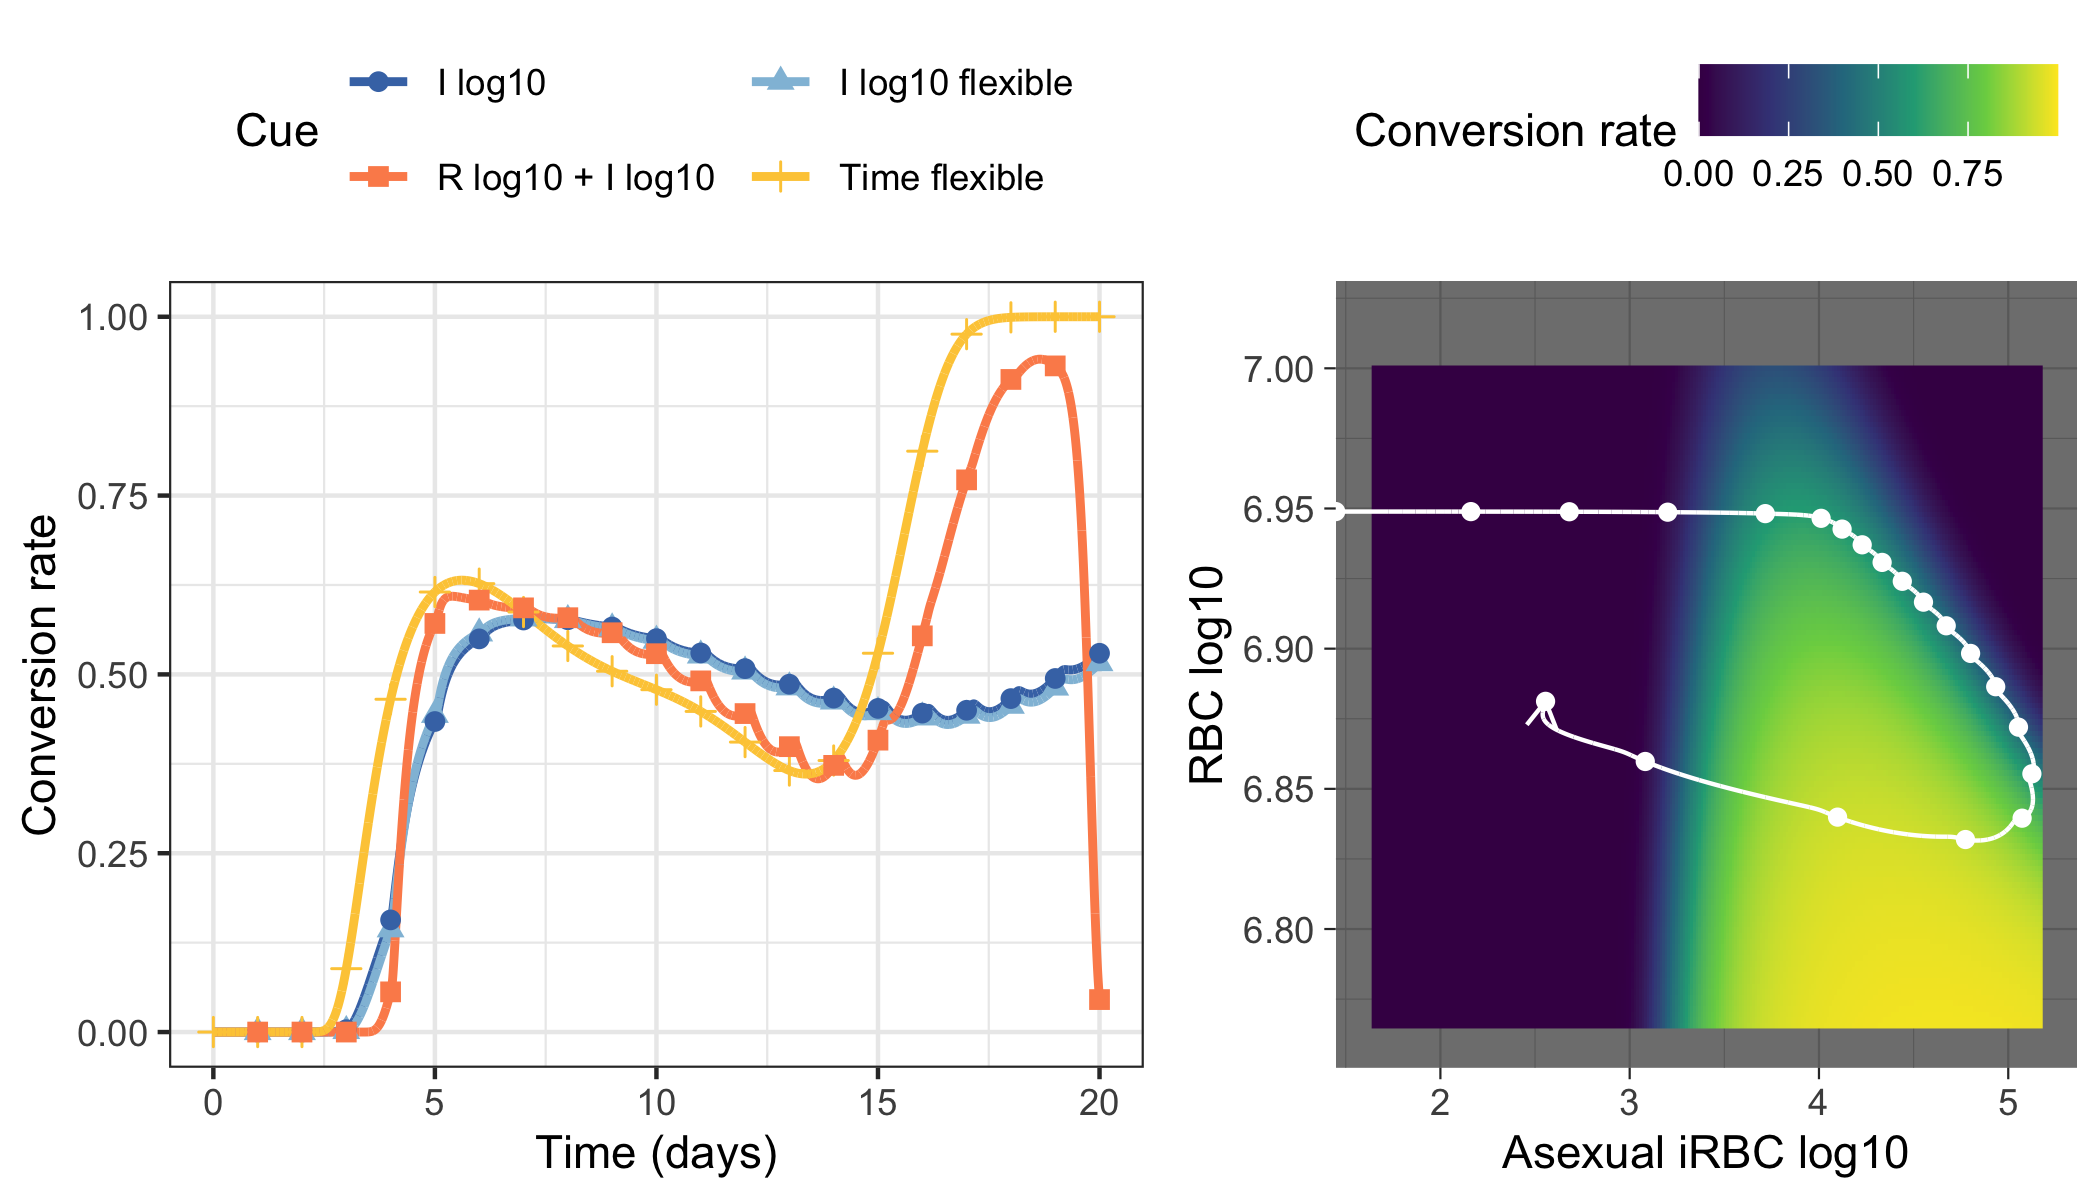 Cue
I log10
I log10 flexible
R log10 + I log10
Time flexible
Conversion rate
0.00 0.25 0.50 0.75
Conversion rate
1.00
0.75
0.50
0.25
0.00
0 5 10 15 20
Time (days)
RBC log10
7.00
6.95
6.90
6.85
6.80
2 3 4 5
Asexual iRBC log10